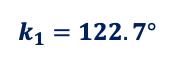 k₁ = 122.7°